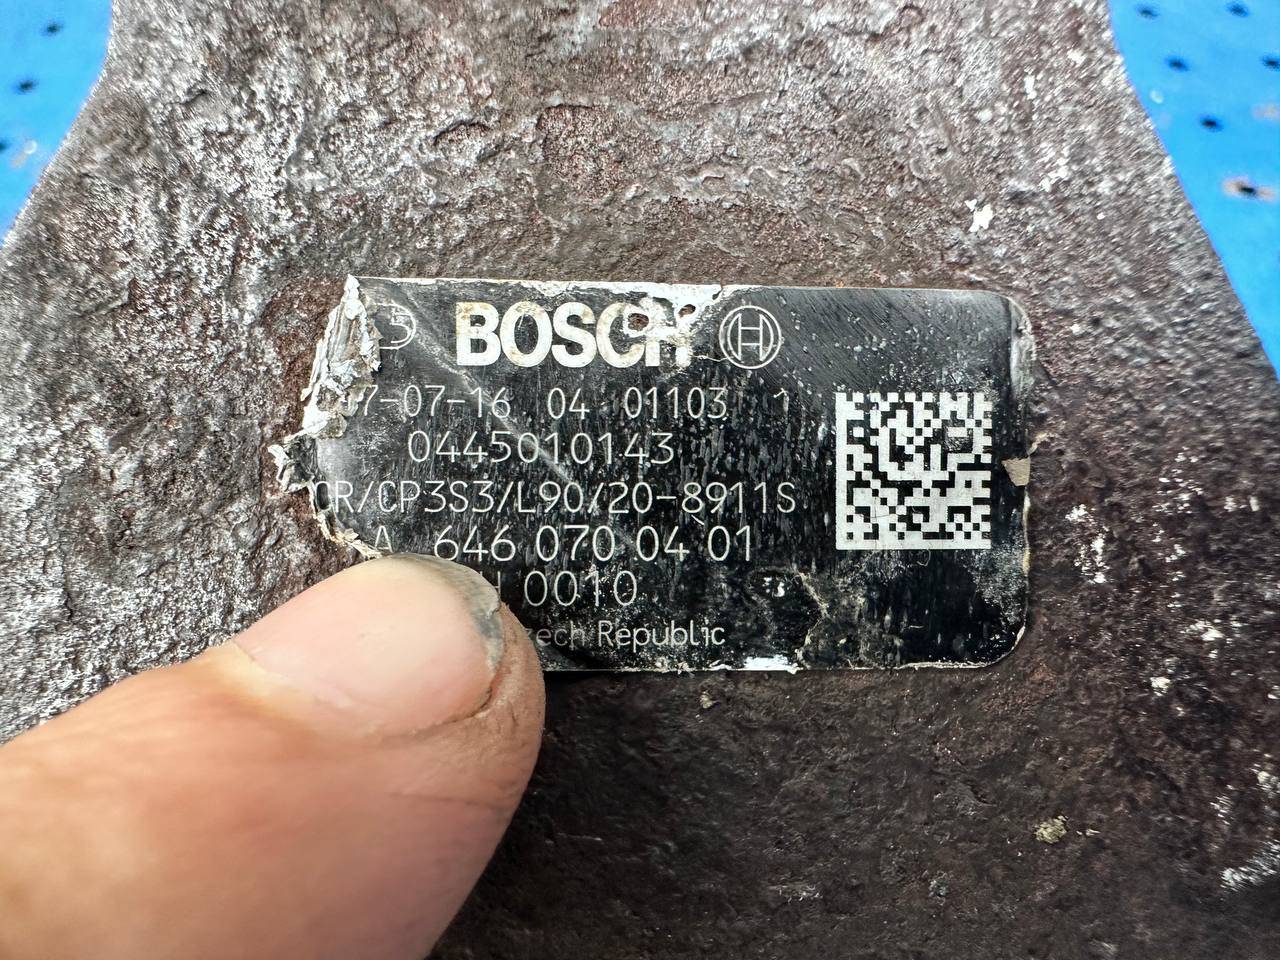 BOSCH
7-07-16 04 01103 1
0445010143
CR/CP3S3/L90/20-8911S
A 646 070 04 01
0010
zech Republic